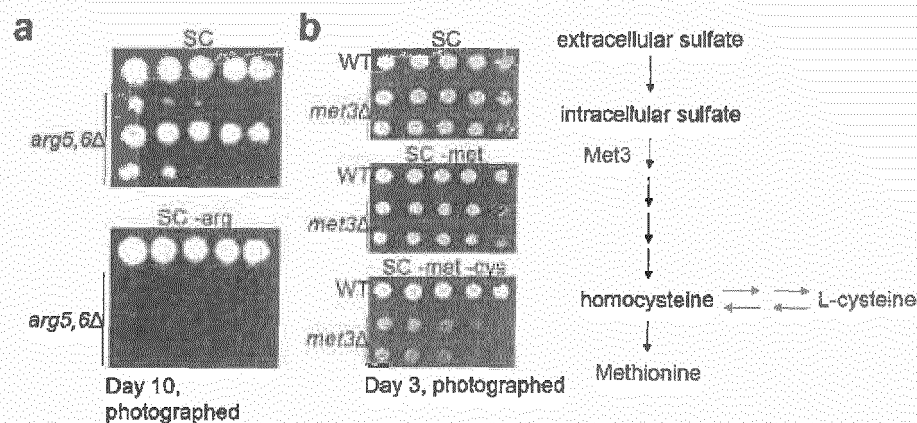 a
SC
arg5,6Δ
SC -arg
arg5,6Δ
Day 10,
photographed
b
SC
WT
met3Δ
SC -met
WT
met3Δ
SC -met -cys
WT
met3Δ
Day 3, photographed
extracellular sulfate
intracellular sulfate
Met3
homocysteine
L-cysteine
Methionine